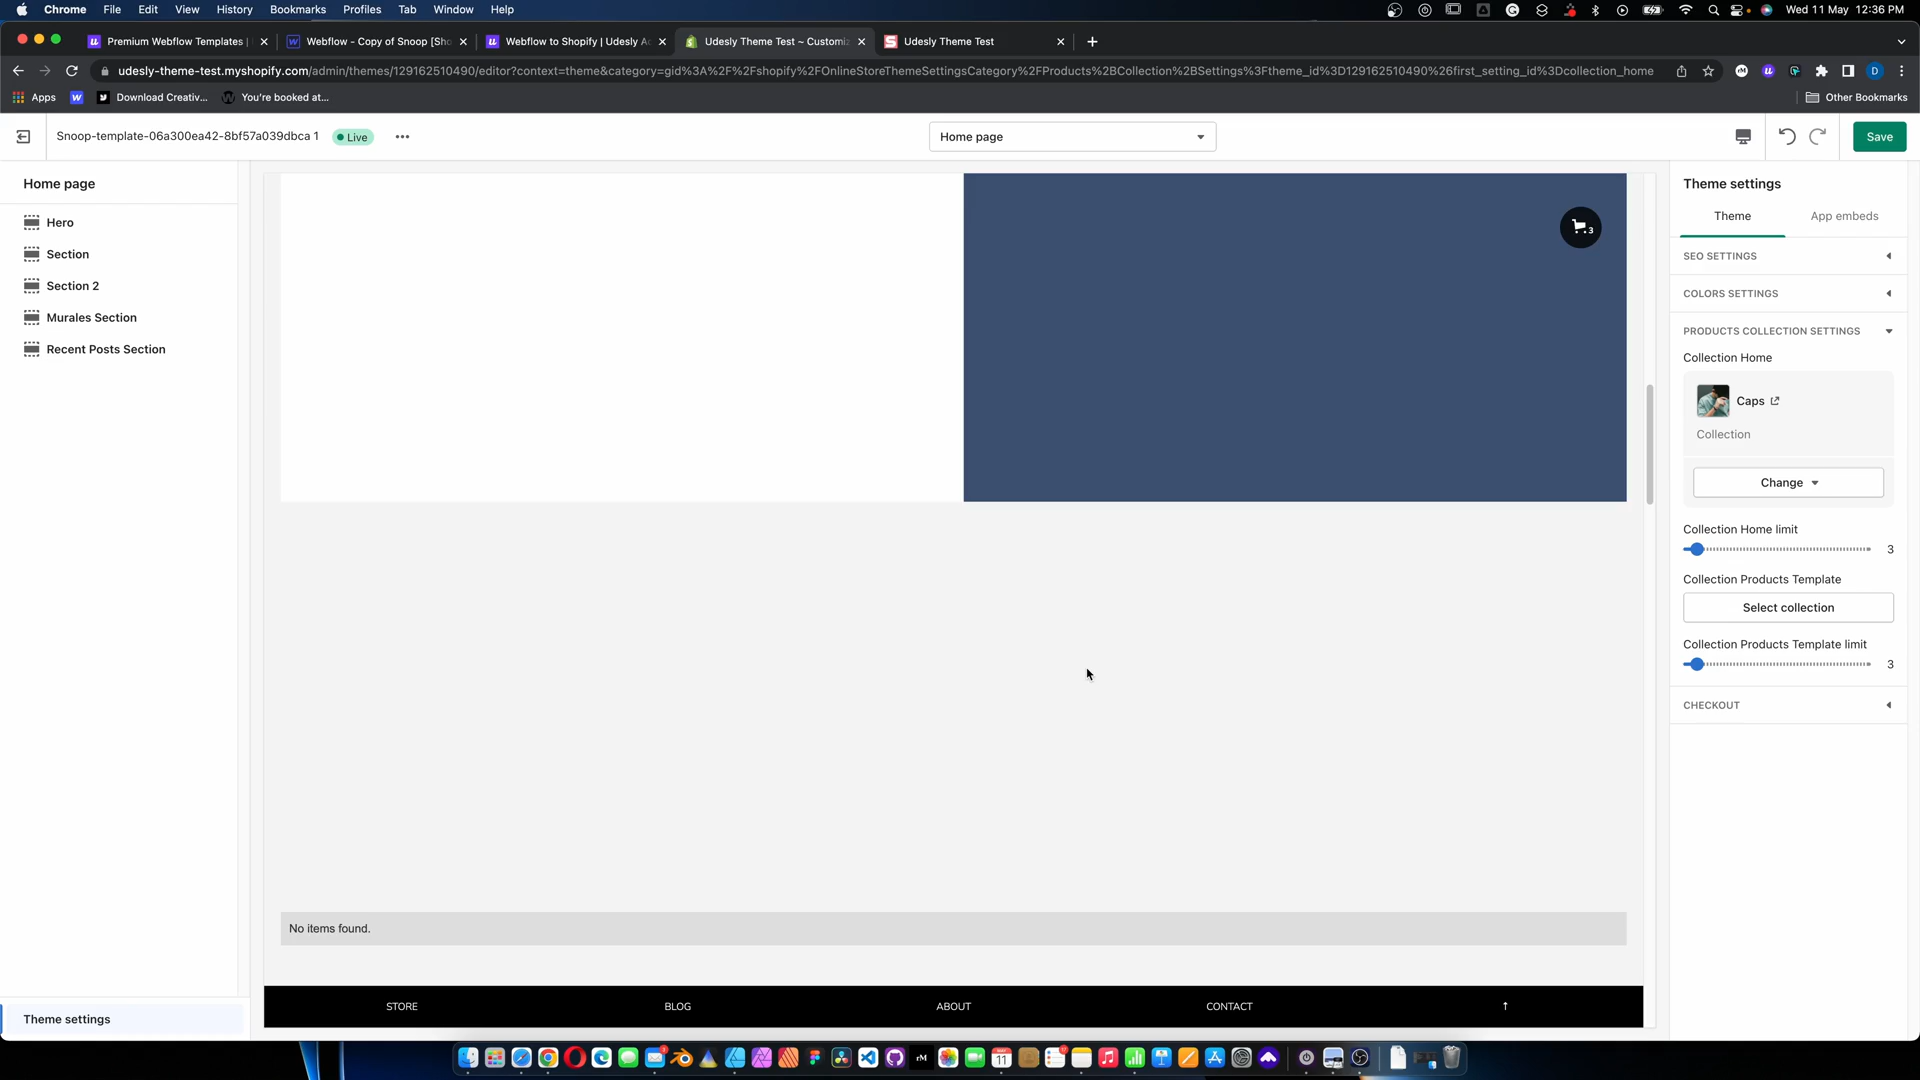 Chrome File Edit View History Bookmarks Profiles Tab Window Help Wed 11 May 12:36 PM
Premium Webflow Templates | Webflow - Copy of Snoop [Sho Webflow to Shopify | Udesly Ad Udesly Theme Test ~ Customiz Udesly Theme Test
udesly-theme-test.myshopify.com/admin/themes/129162510490/editor?context=theme&category=gid%3A%2F%2Fshopify%2FOnlineStoreThemeSettingsCategory%2FProducts%2BCollection%2BSettings%3Ftheme_id%3D129162510490%26first_setting_id%3Dcollection_home
Apps Download Creativ... You're booked at... Other Bookmarks
Snoop-template-06a300ea42-8bf57a039dbca 1 Live Home page Save
Home page
Hero
Section
Section 2
Murales Section
Recent Posts Section
Theme settings
3
No items found.
STORE BLOG ABOUT CONTACT ↑
Theme settings
Theme App embeds
SEO SETTINGS
COLORS SETTINGS
PRODUCTS COLLECTION SETTINGS
Collection Home
Caps
Collection
Change
Collection Home limit
3
Collection Products Template
Select collection
Collection Products Template limit
3
CHECKOUT